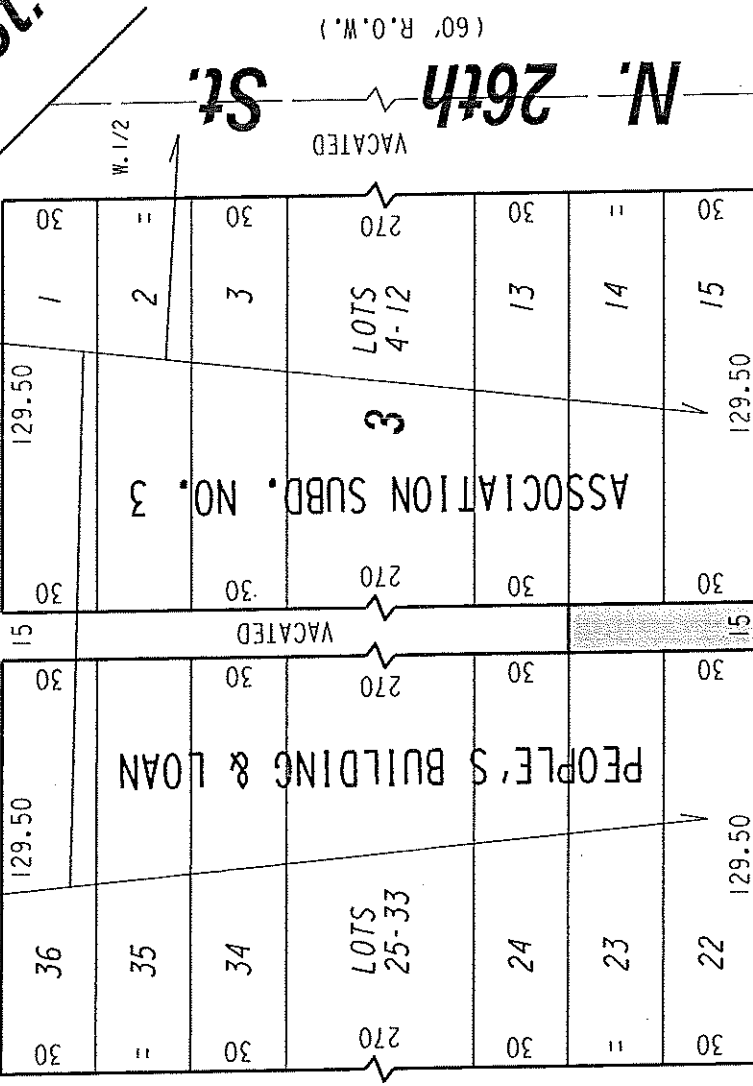 (60' R.O.W.)
N. 26th St.
W. 1/2
VACATED
30 " 30 270 30 " 30
1 2 3 LOTS 13 14 15
4-12
129.50 129.50
3
ASSOCIATION SUBD. NO. 3
30 30 270 30 30
15 VACATED 15
30 30 270 30 30
PEOPLE'S BUILDING & LOAN
129.50 129.50
36 35 34 LOTS 24 23 22
25-33
30 " 30 270 30 " 30